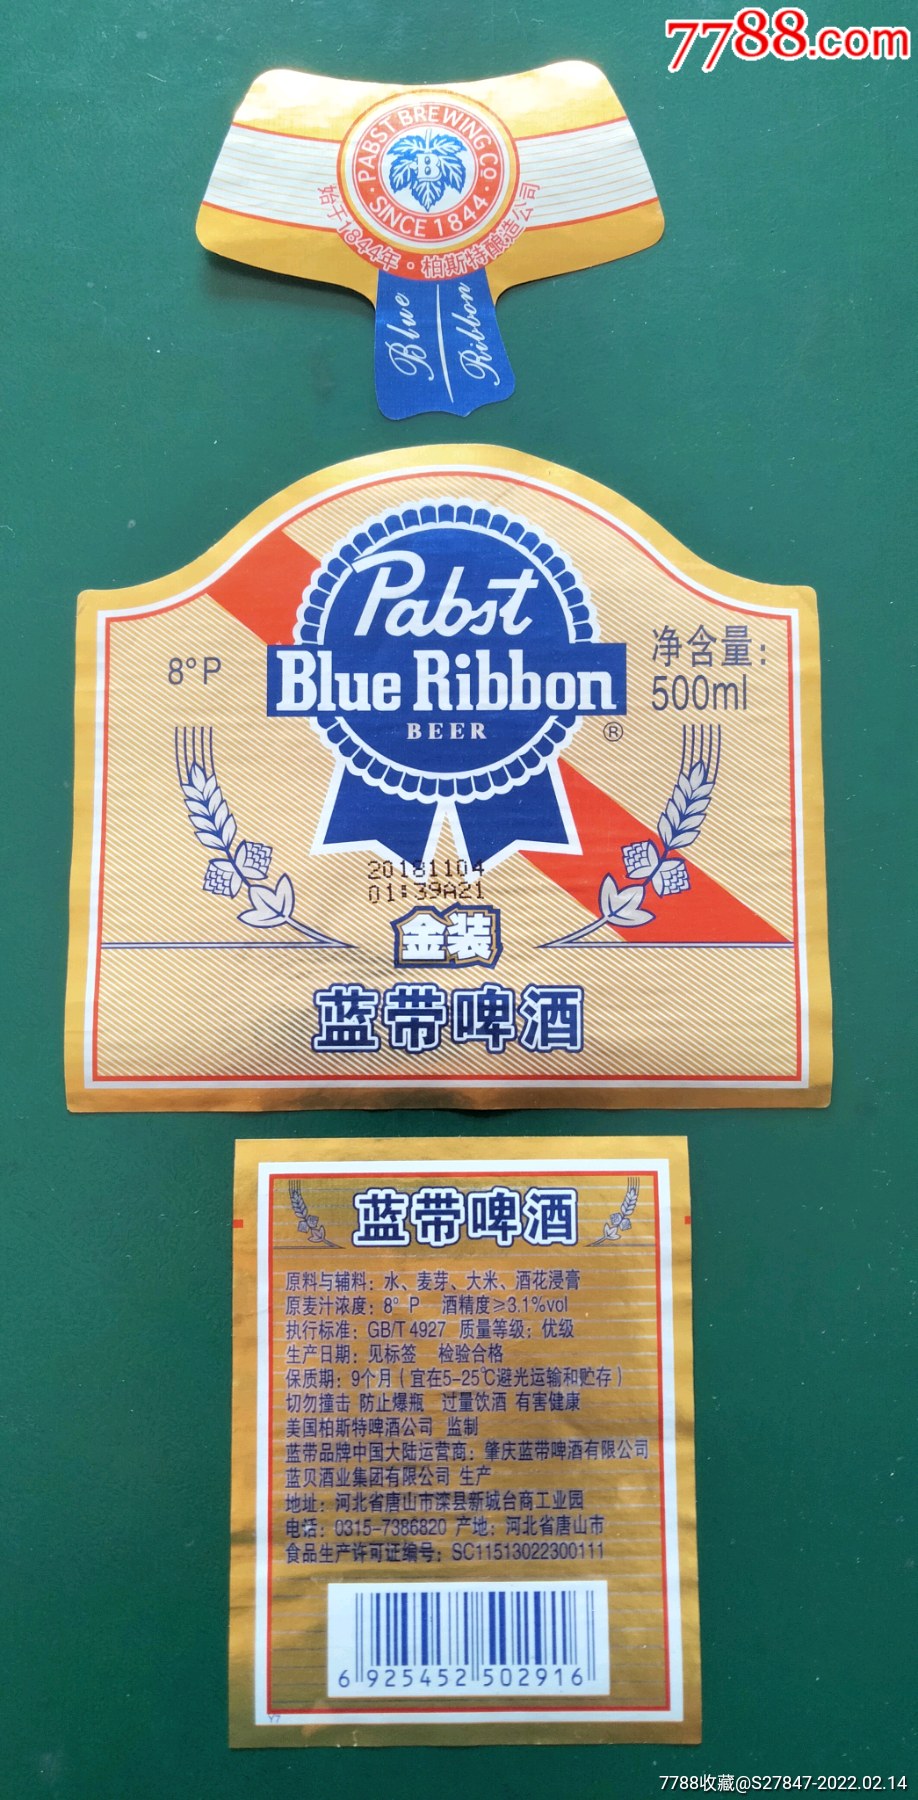 7788.com
PABST BREWING CO
SINCE 1844
B
始于1844年·柏斯特酿造公司
Blue
Ribbon
Pabst
Blue Ribbon
BEER
®
8°P
净含量:
500ml
20181104
01:39A21
金装
蓝带啤酒
蓝带啤酒
原料与辅料：水、麦芽、大米、酒花浸膏
原麦汁浓度：8° P 酒精度≥3.1%vol
执行标准：GB/T 4927 质量等级：优级
生产日期：见标签 检验合格
保质期：9个月（宜在5-25℃避光运输和贮存）
切勿撞击 防止爆瓶 过量饮酒 有害健康
美国柏斯特啤酒公司 监制
蓝带品牌中国大陆运营商：肇庆蓝带啤酒有限公司
蓝贝酒业集团有限公司 生产
地址：河北省唐山市滦县新城台商工业园
电话：0315-7386820 产地：河北省唐山市
食品生产许可证编号：SC11513022300111
6 925452 502916
Y7
7788收藏@S27847-2022.02.14